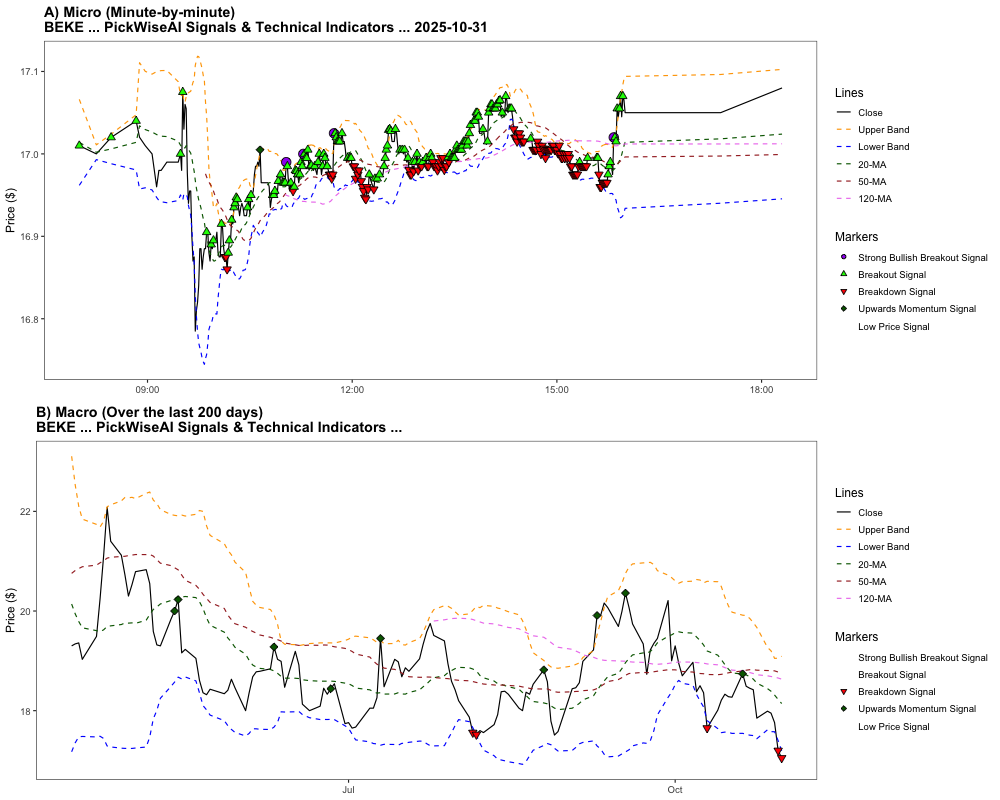 A) Micro (Minute-by-minute)
BEKE ... PickWiseAI Signals & Technical Indicators ... 2025-10-31
Price ($)
17.1
17.0
16.9
16.8
09:00
12:00
15:00
18:00
Lines
Close
Upper Band
Lower Band
20-MA
50-MA
120-MA
Markers
Strong Bullish Breakout Signal
Breakout Signal
Breakdown Signal
Upwards Momentum Signal
Low Price Signal
B) Macro (Over the last 200 days)
BEKE ... PickWiseAI Signals & Technical Indicators ...
Price ($)
22
20
18
Jul
Oct
Lines
Close
Upper Band
Lower Band
20-MA
50-MA
120-MA
Markers
Strong Bullish Breakout Signal
Breakout Signal
Breakdown Signal
Upwards Momentum Signal
Low Price Signal